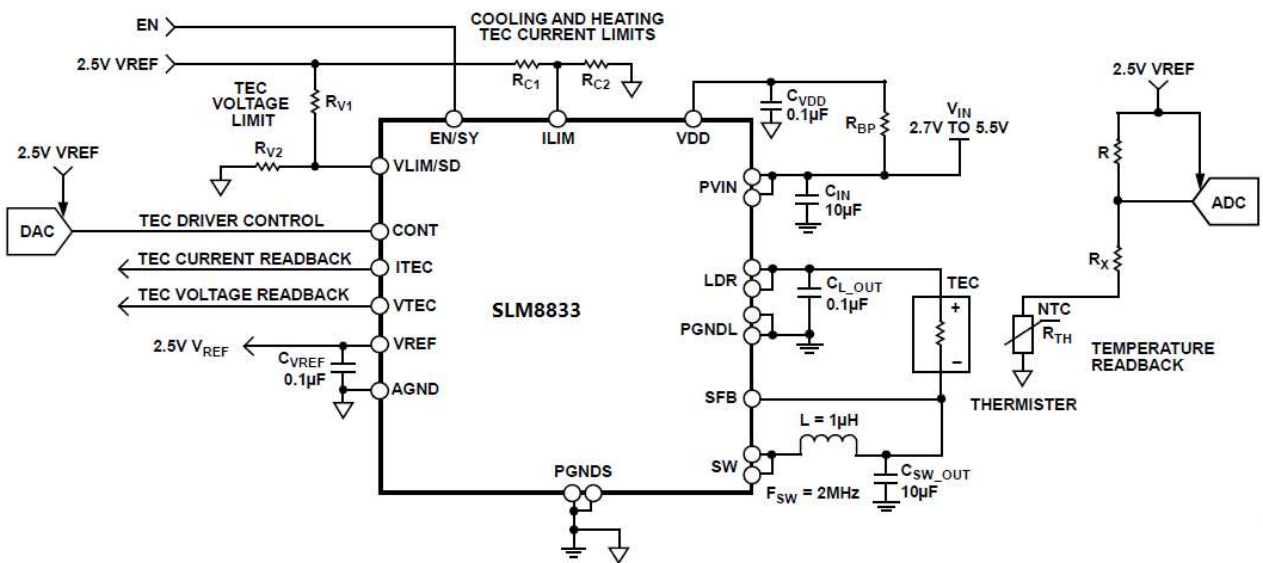 COOLING AND HEATING
TEC CURRENT LIMITS
EN
2.5V VREF
RC1
RC2
TEC
VOLTAGE
LIMIT
RV1
RV2
2.5V VREF
DAC
TEC DRIVER CONTROL
TEC CURRENT READBACK
TEC VOLTAGE READBACK
2.5V VREF
CVREF
0.1µF
EN/SY
ILIM
VDD
VLIM/SD
CONT
ITEC
VTEC
VREF
AGND
SLM8833
PVIN
LDR
PGNDL
SFB
SW
PGNDS
CVDD
0.1µF
RBP
VIN
2.7V TO 5.5V
CIN
10µF
CL_OUT
0.1µF
TEC
+
–
L = 1µH
FSW = 2MHz
CSW_OUT
10µF
2.5V VREF
R
ADC
RX
NTC
RTH
TEMPERATURE
READBACK
THERMISTER